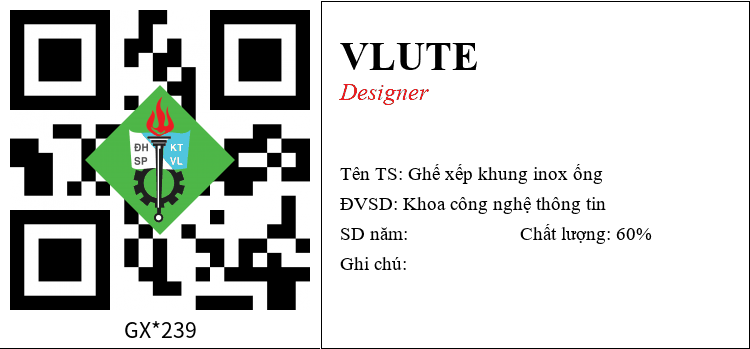 ĐH KT
SP VL
GX*239
VLUTE
Designer
Tên TS: Ghế xếp khung inox ống
ĐVSD: Khoa công nghệ thông tin
SD năm: Chất lượng: 60%
Ghi chú: